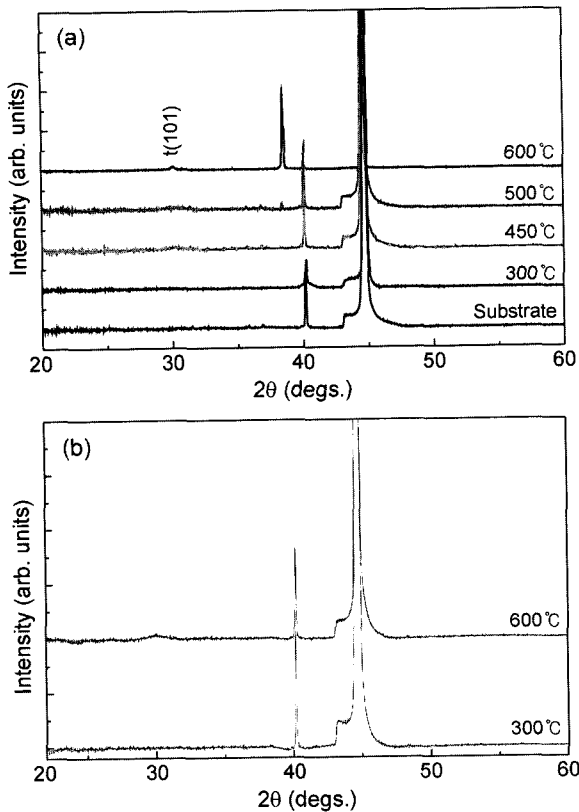 (a)
Intensity (arb. units)
t(101)
600℃
500℃
450℃
300℃
Substrate
20 30 40 50 60
2θ (degs.)
(b)
Intensity (arb. units)
600℃
300℃
20 30 40 50 60
2θ (degs.)